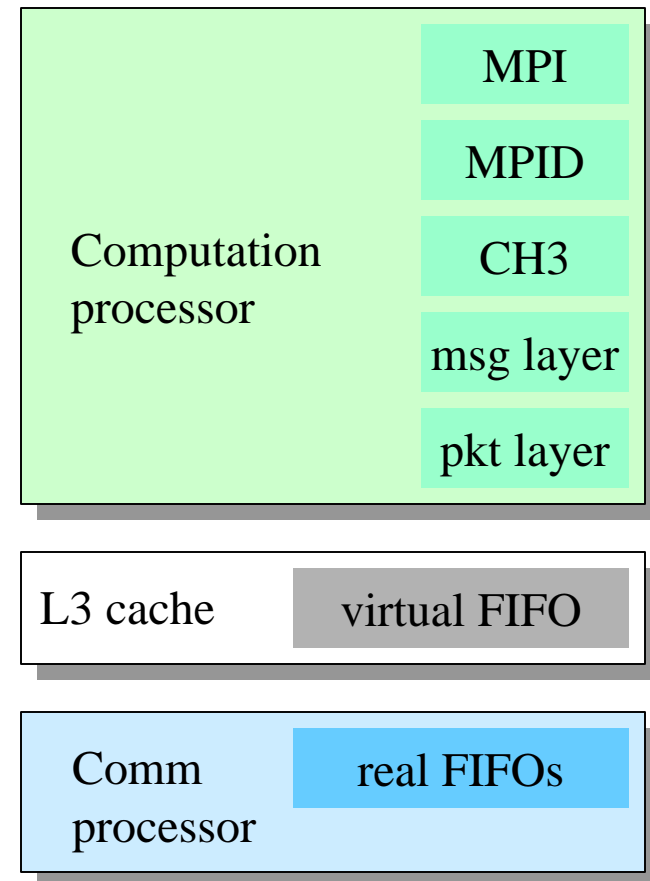 MPI
MPID
Computation
processor
CH3
msg layer
pkt layer
L3 cache
virtual FIFO
Comm
processor
real FIFOs